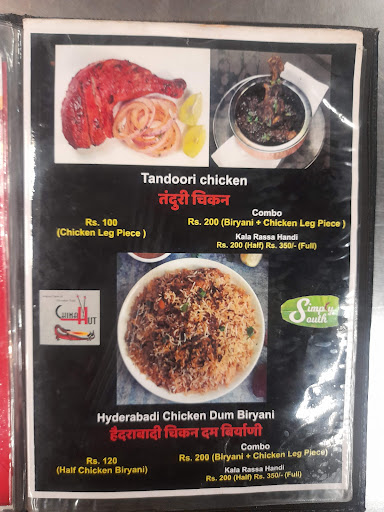 Tandoori chicken
तंदुरी चिकन
Rs. 100
(Chicken Leg Piece )
Combo
Rs. 200 (Biryani + Chicken Leg Piece )
Kala Rassa Handi
Rs. 200 (Half) Rs. 350/- (Full)
CHINA HUT
Simply South
Hyderabadi Chicken Dum Biryani
हैदराबादी चिकन दम बिर्याणी
Rs. 120
(Half Chicken Biryani)
Combo
Rs. 200 (Biryani + Chicken Leg Piece)
Kala Rassa Handi
Rs. 200 (Half) Rs. 350/- (Full)